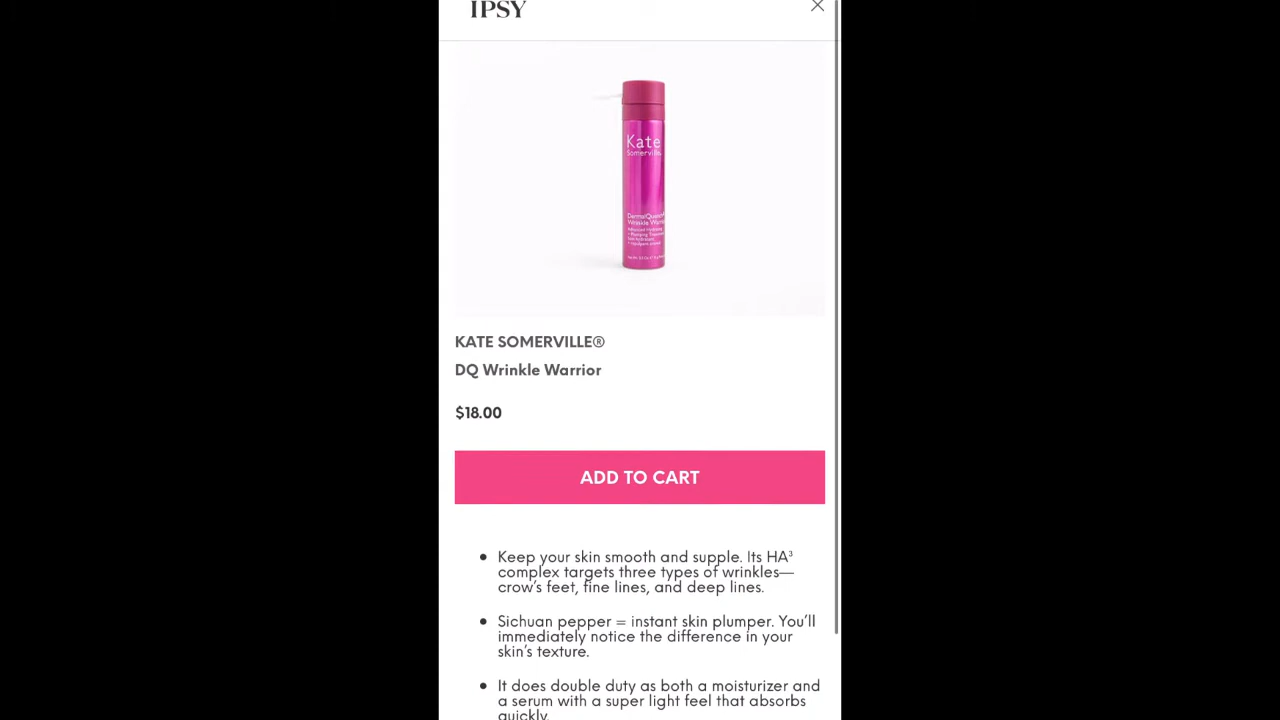 IPSY
Kate
Somerville
KATE SOMERVILLE®
DQ Wrinkle Warrior
$18.00
ADD TO CART
• Keep your skin smooth and supple. Its HA³
complex targets three types of wrinkles—
crow's feet, fine lines, and deep lines.
• Sichuan pepper = instant skin plumper. You'll
immediately notice the difference in your
skin's texture.
• It does double duty as both a moisturizer and
a serum with a super light feel that absorbs
quickly.